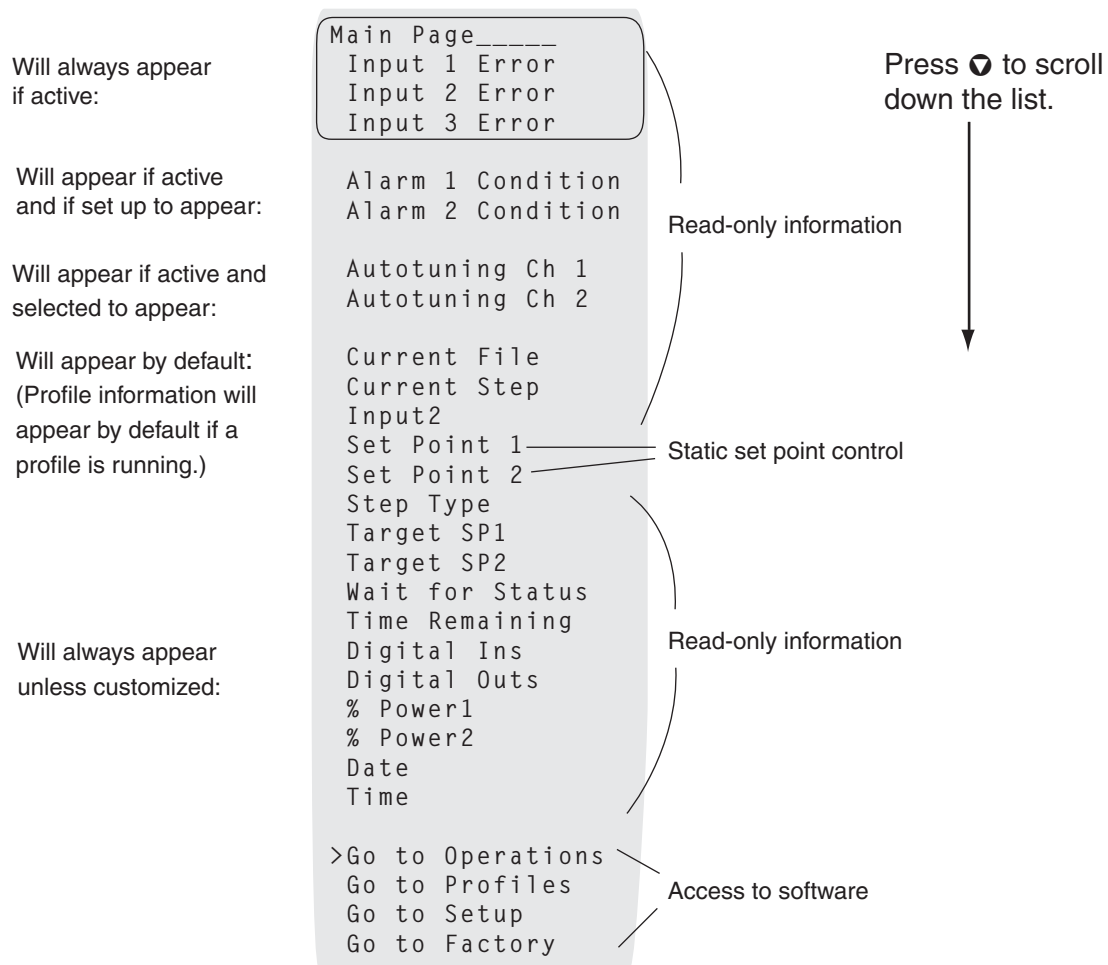 Main Page_____
Input 1 Error
Input 2 Error
Input 3 Error
Alarm 1 Condition
Alarm 2 Condition
Autotuning Ch 1
Autotuning Ch 2
Current File
Current Step
Input2
Set Point 1
Set Point 2
Step Type
Target SP1
Target SP2
Wait for Status
Time Remaining
Digital Ins
Digital Outs
% Power1
% Power2
Date
Time
>Go to Operations
Go to Profiles
Go to Setup
Go to Factory
Will always appear
if active:
Will appear if active
and if set up to appear:
Will appear if active and
selected to appear:
Will appear by default:
(Profile information will
appear by default if a
profile is running.)
Will always appear
unless customized:
Read-only information
Static set point control
Read-only information
Access to software
Press to scroll
down the list.